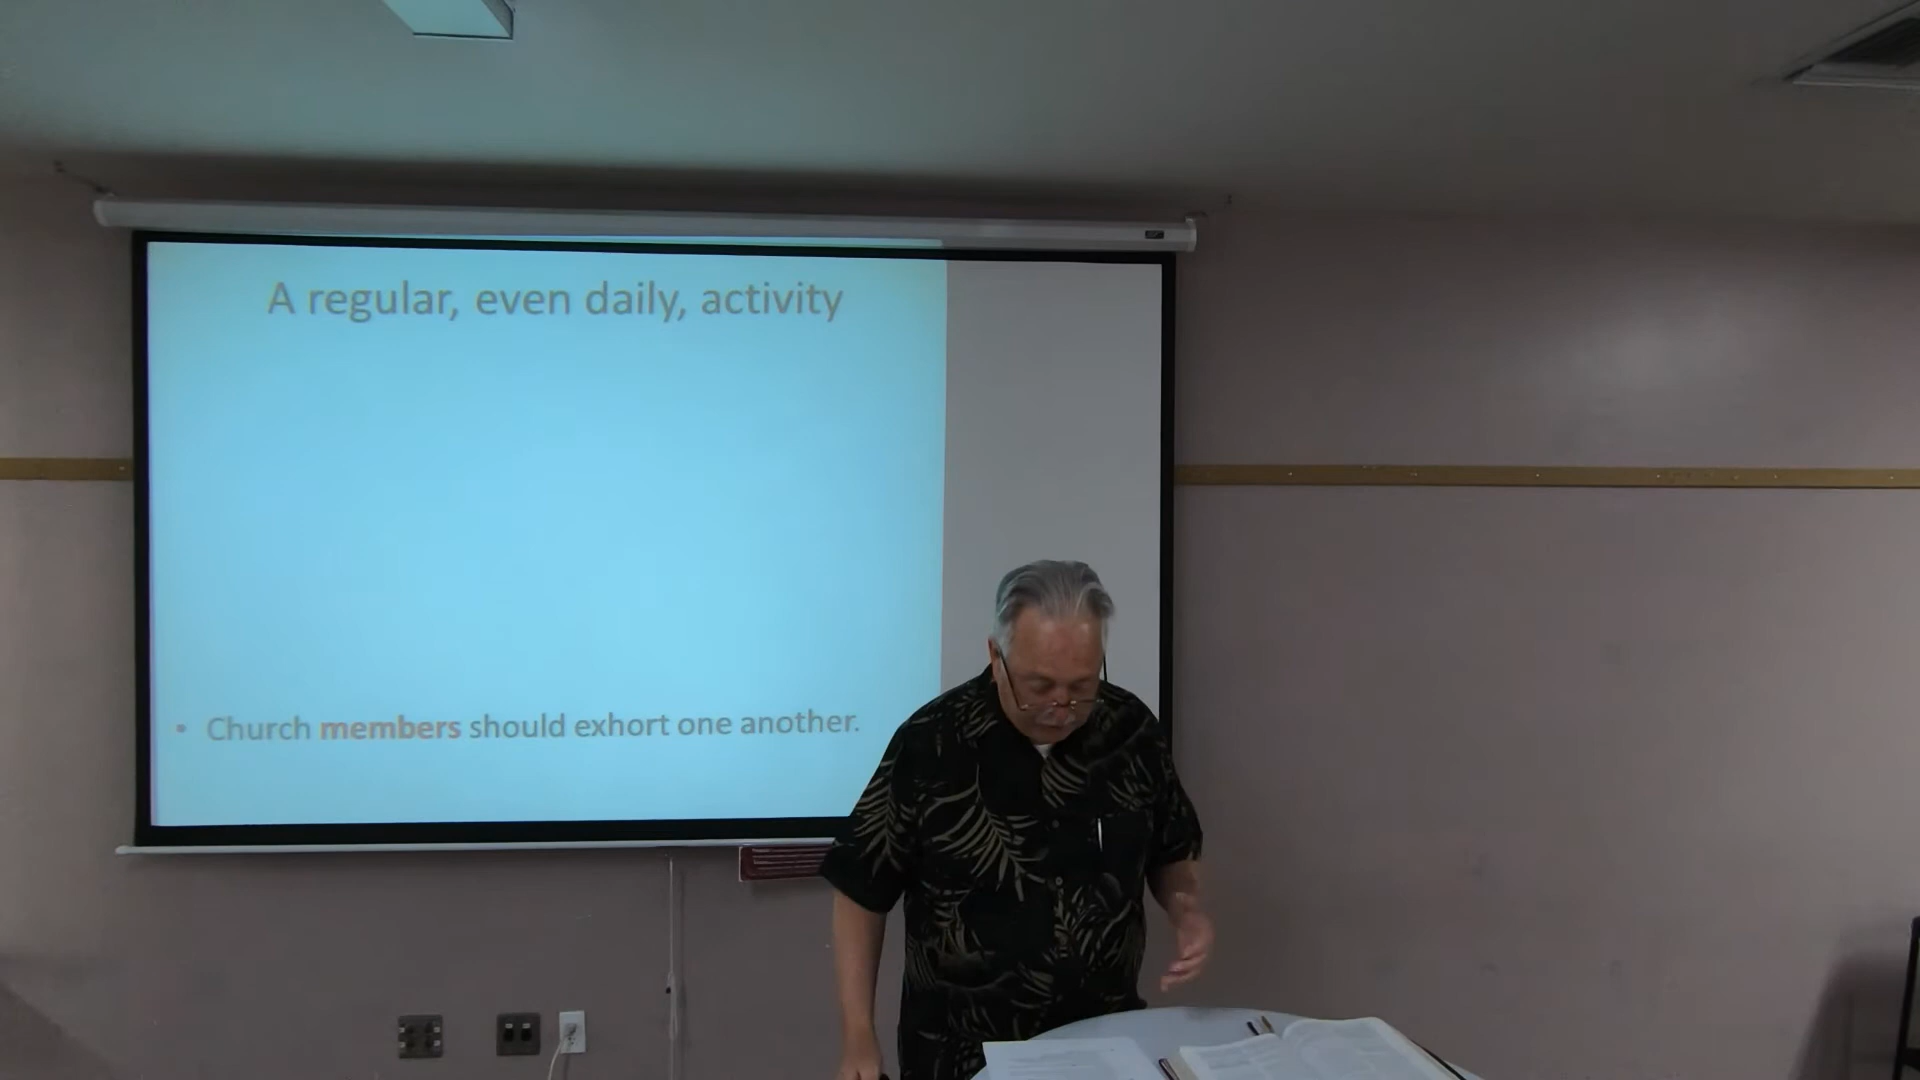 A regular, even daily, activity
• Church members should exhort one another.